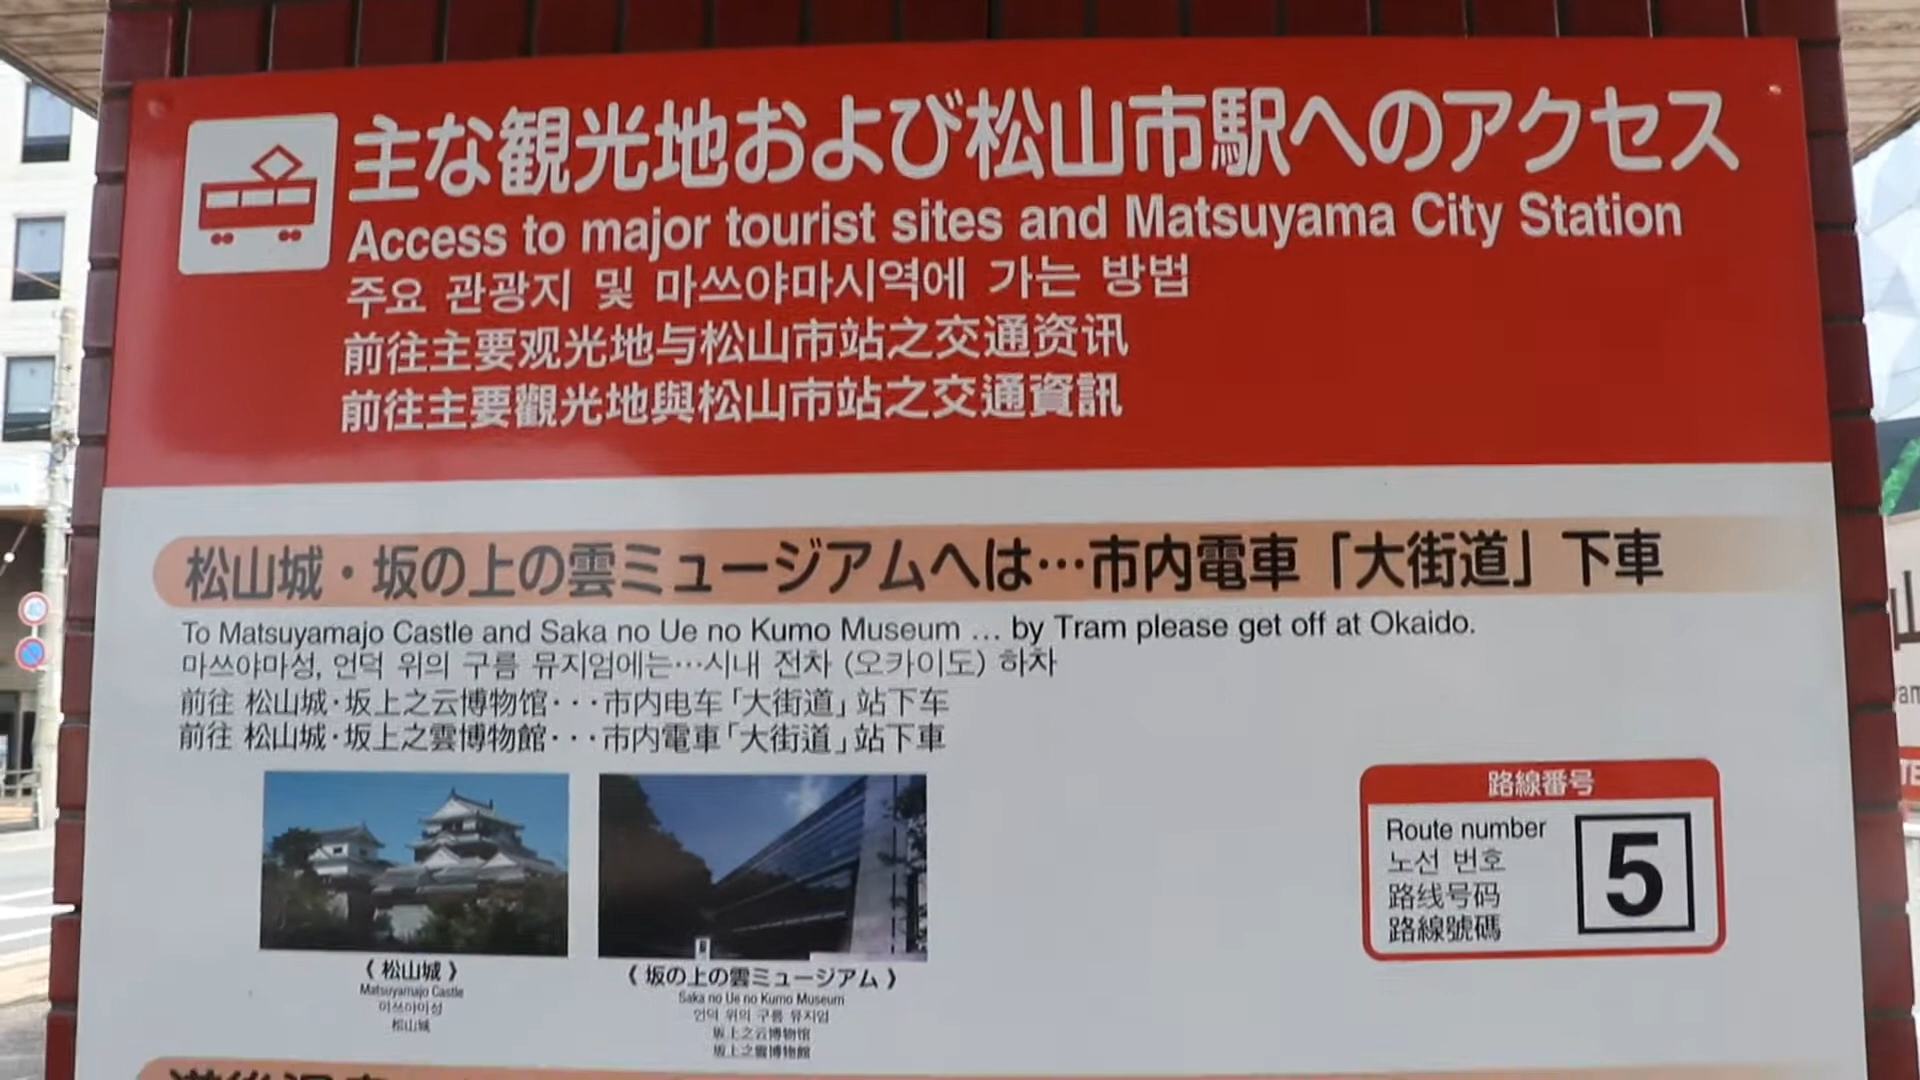 主な観光地および松山市駅へのアクセス
Access to major tourist sites and Matsuyama City Station
주요 관광지 및 마쓰야마시역에 가는 방법
前往主要观光地与松山市站之交通资讯
前往主要觀光地與松山市站之交通資訊
松山城・坂の上の雲ミュージアムへは…市内電車「大街道」下車
To Matsuyamajo Castle and Saka no Ue no Kumo Museum … by Tram please get off at Okaido.
마쓰야마성, 언덕 위의 구름 뮤지엄에는…시내 전차 (오카이도) 하차
前往 松山城·坂上之云博物馆···市内电车「大街道」站下车
前往 松山城·坂上之雲博物館···市内電車「大街道」站下車
路線番号
Route number
노선 번호
路线号码
路線號碼
5
《 松山城 》
Matsuyamajo Castle
마쓰야마성
松山城
《 坂の上の雲ミュージアム 》
Saka no Ue no Kumo Museum
언덕 위의 구름 뮤지엄
坂上之云博物馆
坂上之雲博物館